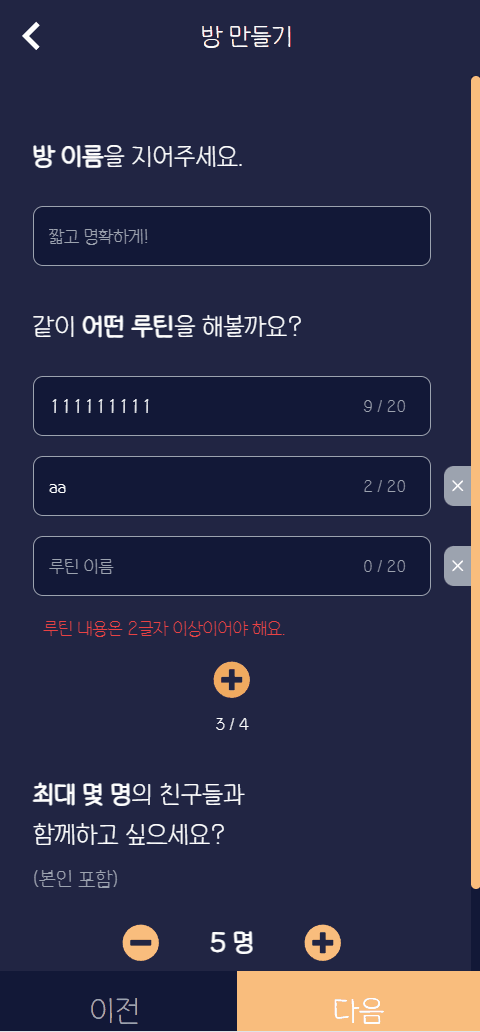 방 만들기
방 이름을 지어주세요.
짧고 명확하게!
같이 어떤 루틴을 해볼까요?
111111111 9 / 20
aa 2 / 20
루틴 이름 0 / 20
루틴 내용은 2글자 이상이어야 해요.
3 / 4
최대 몇 명의 친구들과
함께하고 싶으세요?
(본인 포함)
5 명
이전 다음